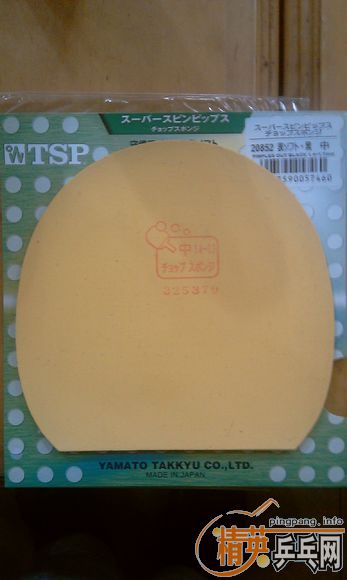 スーパースピンピップス
チョップスポンジ
TSP
スーパースピンピップス
チョップスポンジ
20852 表ソフト・黒 中
中
チョップ スポンジ
325379
YAMATO TAKKYU CO.,LTD.
MADE IN JAPAN
pingpang.info
精英乒乓网